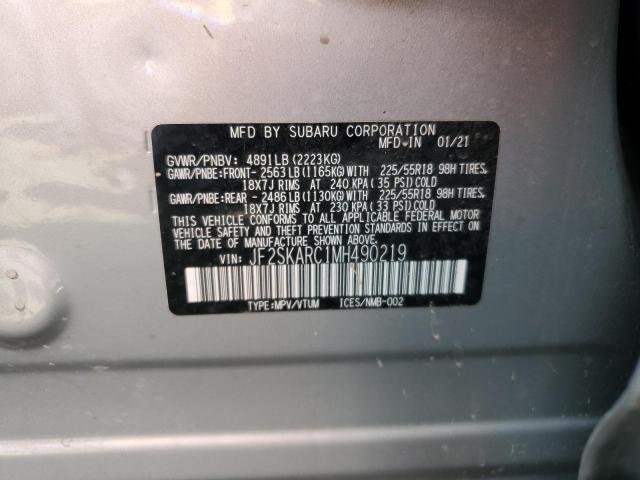 MFD BY SUBARU CORPORATION
MFD IN 01/21
GVWR/PNBV: 4891LB (2223KG)
GAWR/PNBE:FRONT- 2563LB (1165KG)WITH 225/55R18 98H TIRES,
18X7J RIMS AT 240 KPA (35 PSI)COLD
GAWR/PNBE:REAR - 2486LB (1130KG)WITH 225/55R18 98H TIRES,
18X7J RIMS AT 230 KPA (33 PSI)COLD
THIS VEHICLE CONFORMS TO ALL APPLICABLE FEDERAL MOTOR
VEHICLE SAFETY AND THEFT PREVENTION STANDARDS IN EFFECT ON
THE DATE OF MANUFACTURE SHOWN ABOVE.
VIN: JF2SKARC1MH490219
TYPE:MPV/VTUM ICES/NMB-002